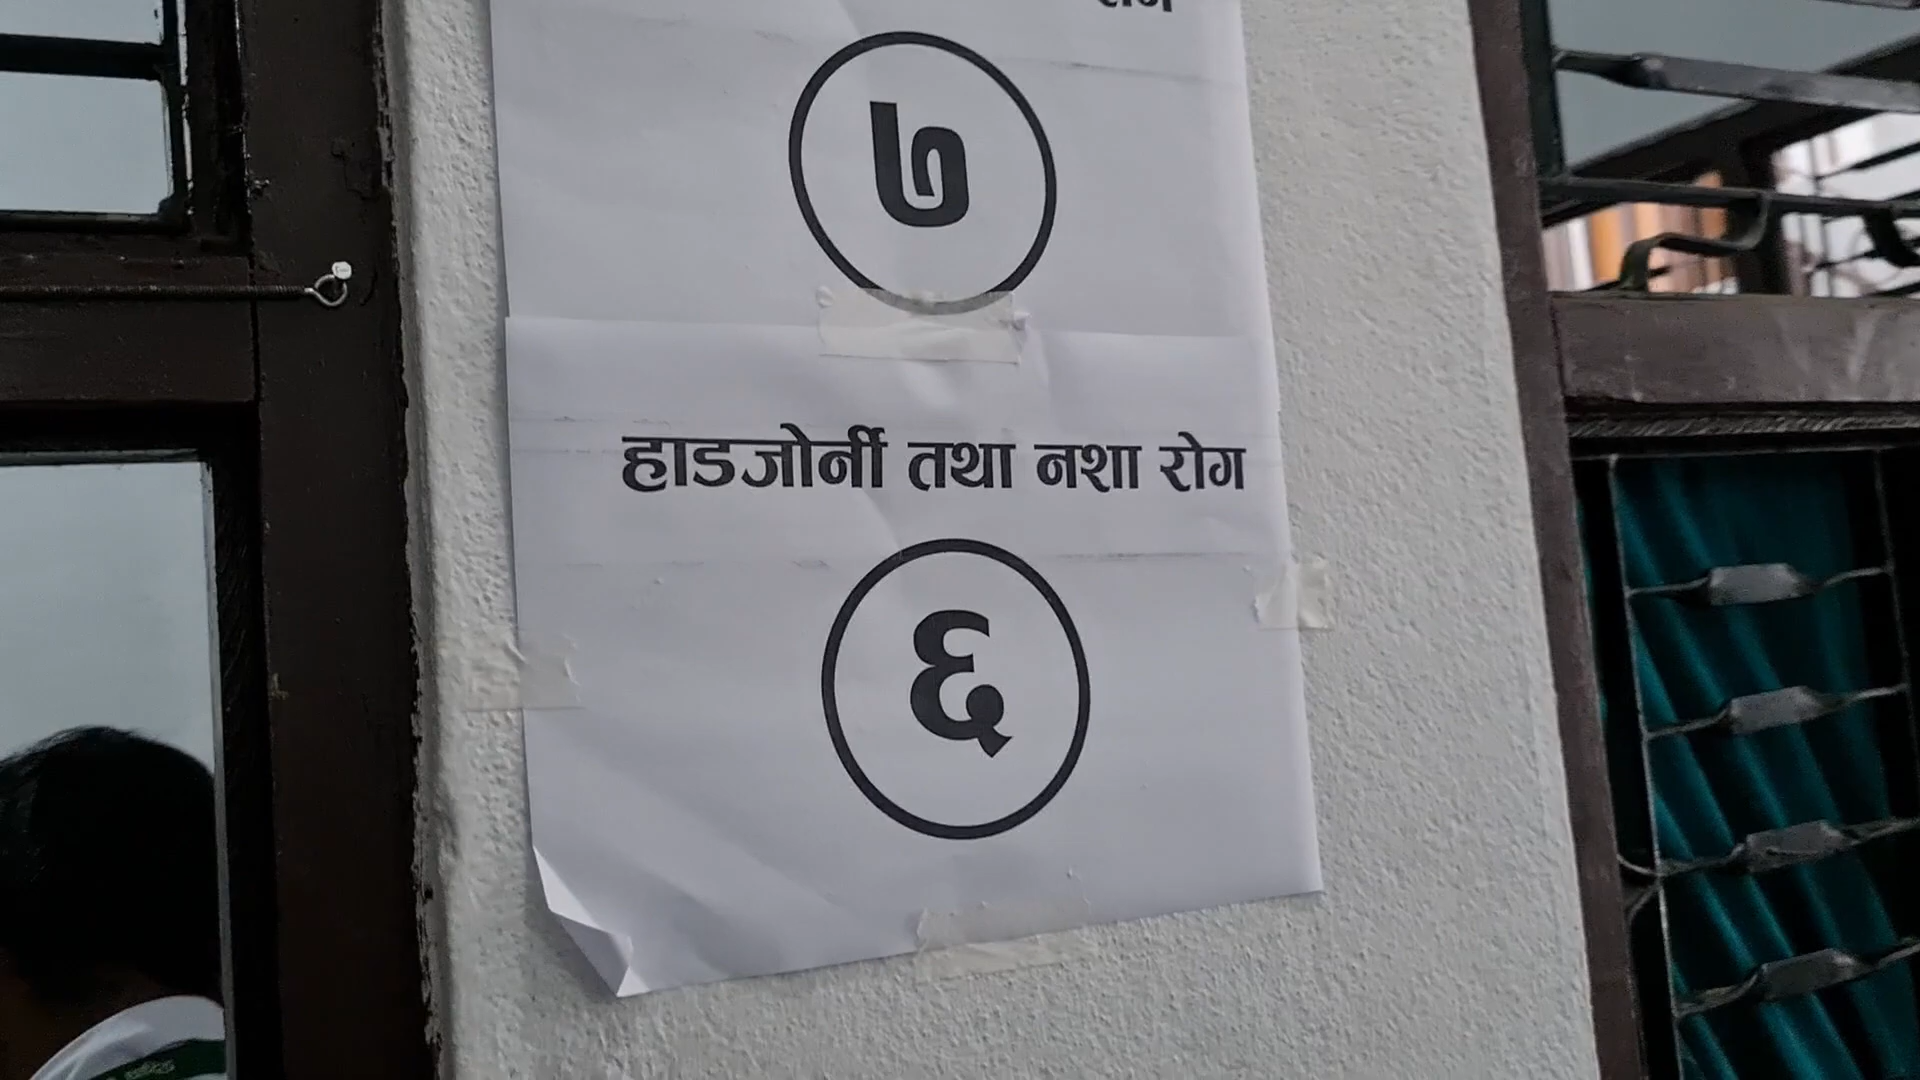 रोग
७
हाडजोर्नी तथा नशा रोग
६